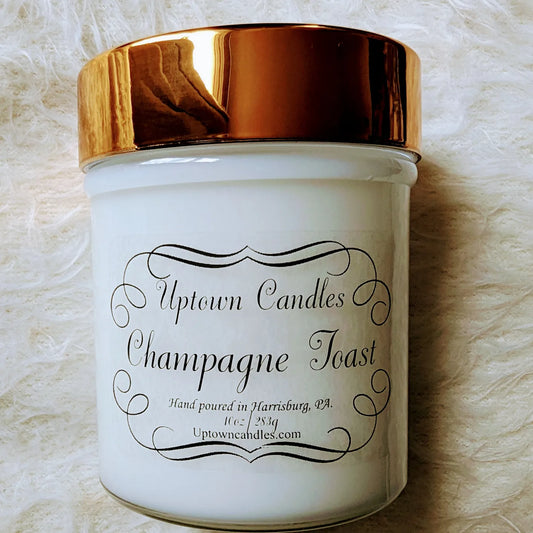 Uptown Candles
Champagne Toast
Hand poured in Harrisburg, PA.
10oz/283g
Uptowncandles.com